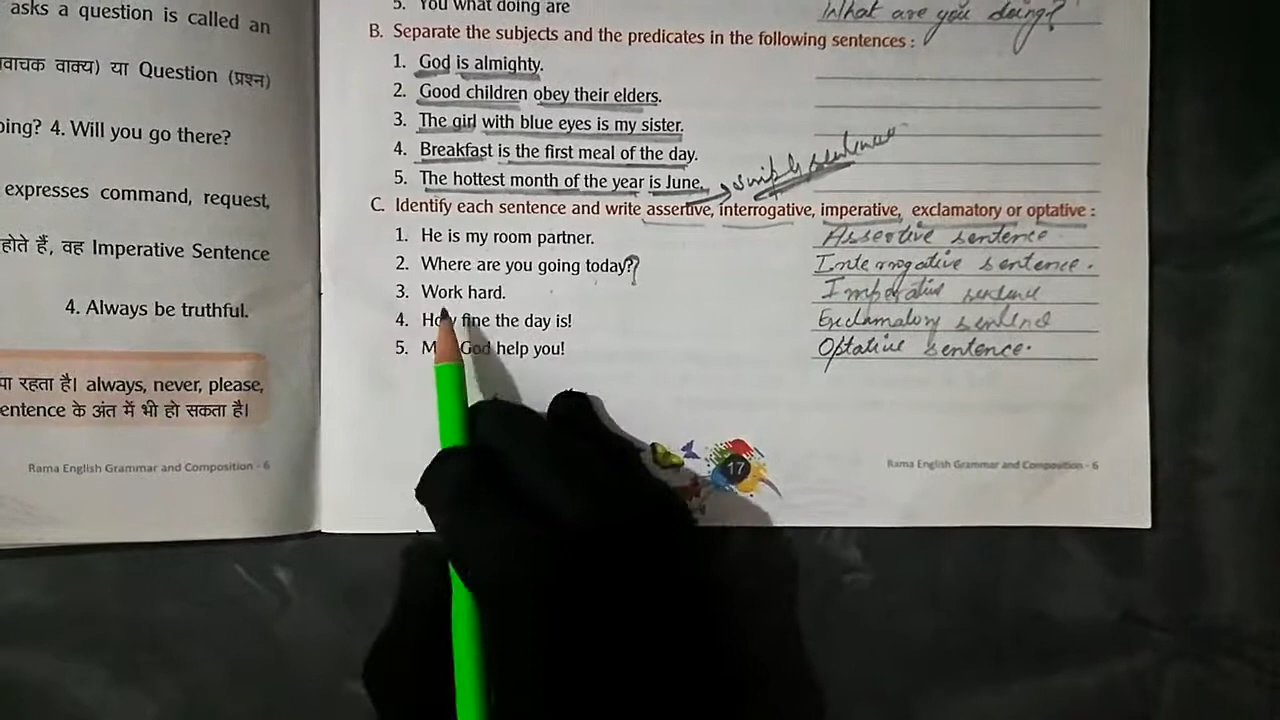 asks a question is called an
वाचक वाक्य) या Question (प्रश्न)
oing? 4. Will you go there?
expresses command, request,
होते हैं, वह Imperative Sentence
4. Always be truthful.
पा रहता है। always, never, please,
entence के अंत में भी हो सकता है।
Rama English Grammar and Composition - 6
5. You what doing are What are you doing?
B. Separate the subjects and the predicates in the following sentences :
1. God is almighty.
2. Good children obey their elders.
3. The girl with blue eyes is my sister.
4. Breakfast is the first meal of the day.
5. The hottest month of the year is June. sentence
C. Identify each sentence and write assertive, interrogative, imperative, exclamatory or optative :
1. He is my room partner. Assertive sentence
2. Where are you going today? Interrogative sentence.
3. Work hard. Imperative sentence
4. How fine the day is! Exclamatory sentence
5. May God help you! Optative sentence.
17
Rama English Grammar and Composition - 6